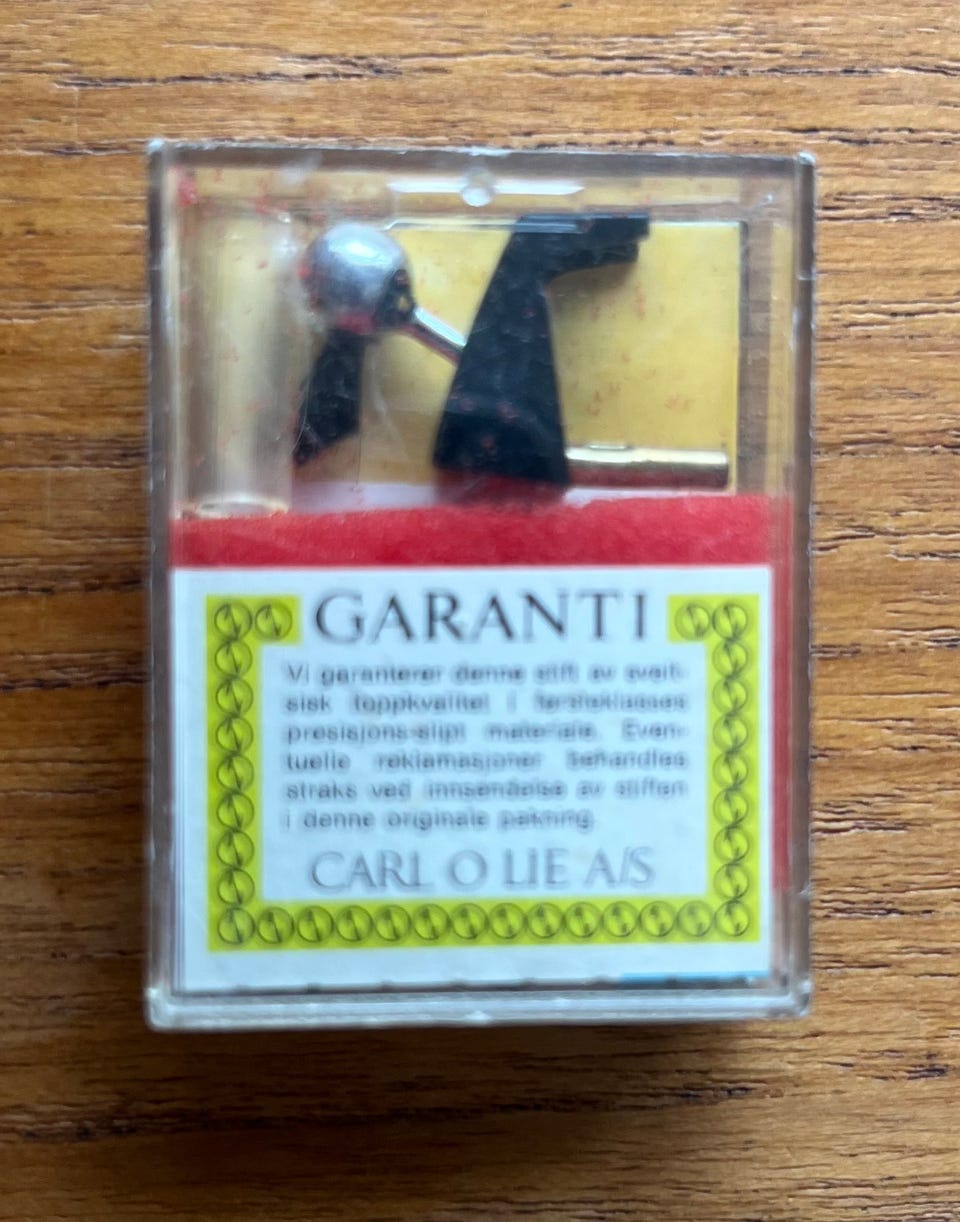 GARANTI
Vi garanterer denne stift av sveit-
sisk toppkvalitet i førsteklasses
presisjons-slipt materiale. Even-
tuelle reklamasjoner behandles
straks ved innsendelse av stiften
i denne originale pakning.
CARL O LIE A/S